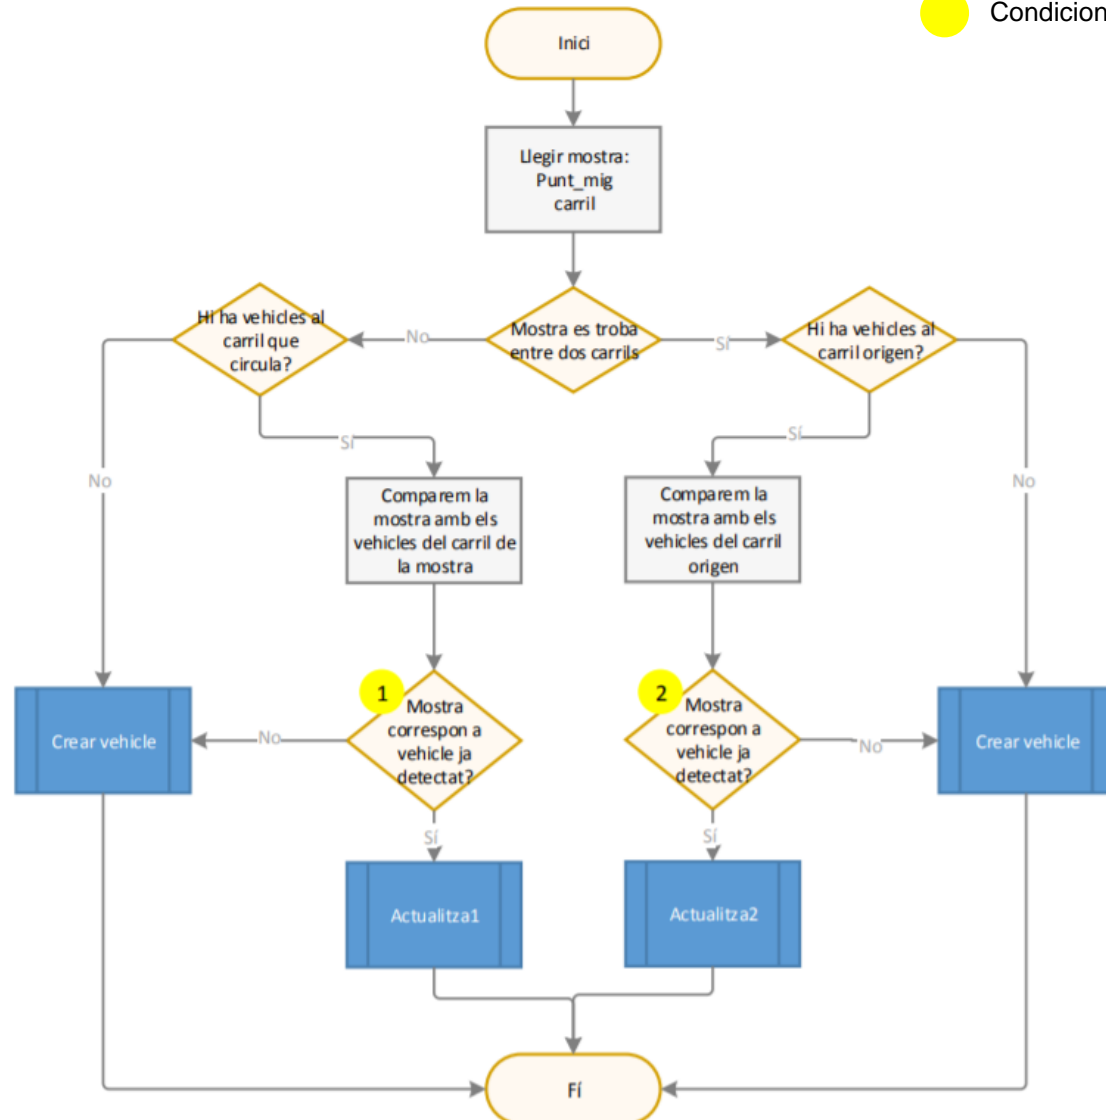 Condicion
Inici
Llegir mostra:
Punt_mig
carril
Hi ha vehicles al
carril que
circula?
No
Mostra es troba
entre dos carrils
Sí
Hi ha vehicles al
carril origen?
Sí
Sí
No
No
Comparem la
mostra amb els
vehicles del carril de
la mostra
Comparem la
mostra amb els
vehicles del carril
origen
1
Mostra
correspon a
vehicle ja
detectat?
2
Mostra
correspon a
vehicle ja
detectat?
Crear vehicle
No
No
Crear vehicle
Sí
Sí
Actualitza1
Actualitza2
Fí